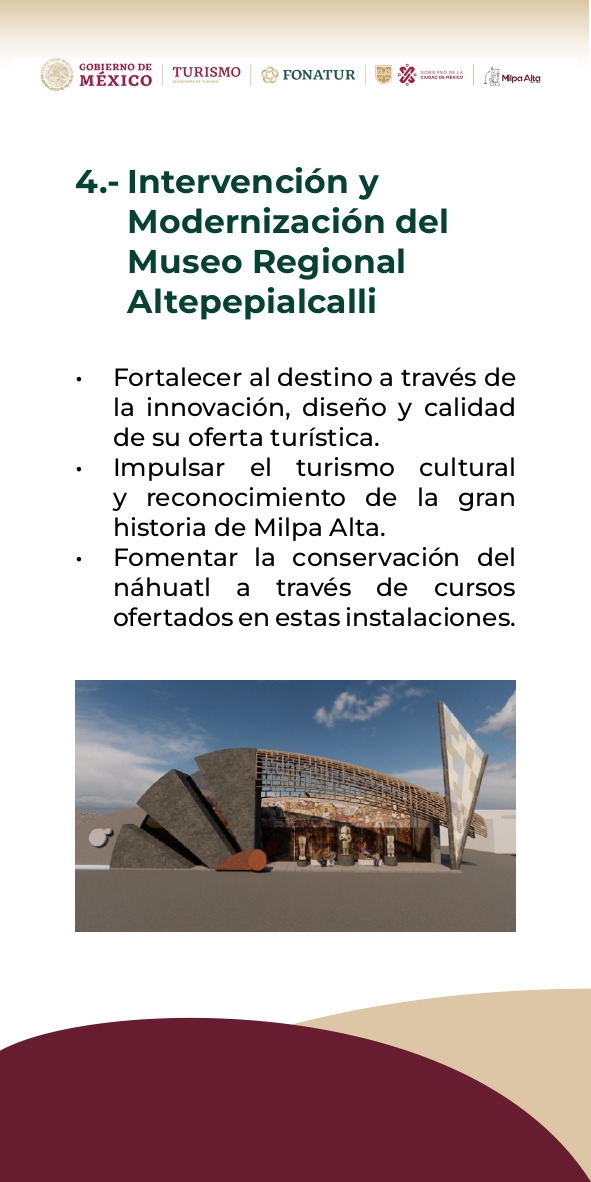 GOBIERNO DE
MÉXICO
TURISMO
SECRETARÍA DE TURISMO
FONATUR
GOBIERNO DE LA
CIUDAD DE MÉXICO
Milpa Alta
4.- Intervención y
Modernización del
Museo Regional
Altepepialcalli
• Fortalecer al destino a través de
la innovación, diseño y calidad
de su oferta turística.
• Impulsar el turismo cultural
y reconocimiento de la gran
historia de Milpa Alta.
• Fomentar la conservación del
náhuatl a través de cursos
ofertados en estas instalaciones.